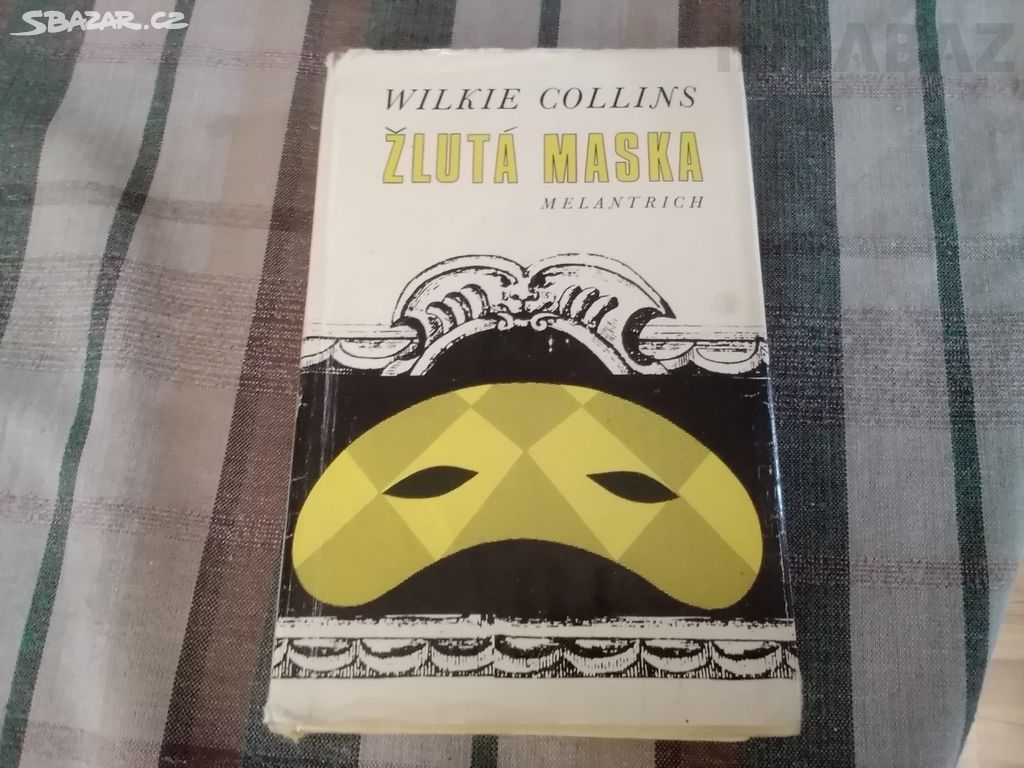 SBAZAR.CZ
WILKIE COLLINS
ŽLUTÁ MASKA
MELANTRICH